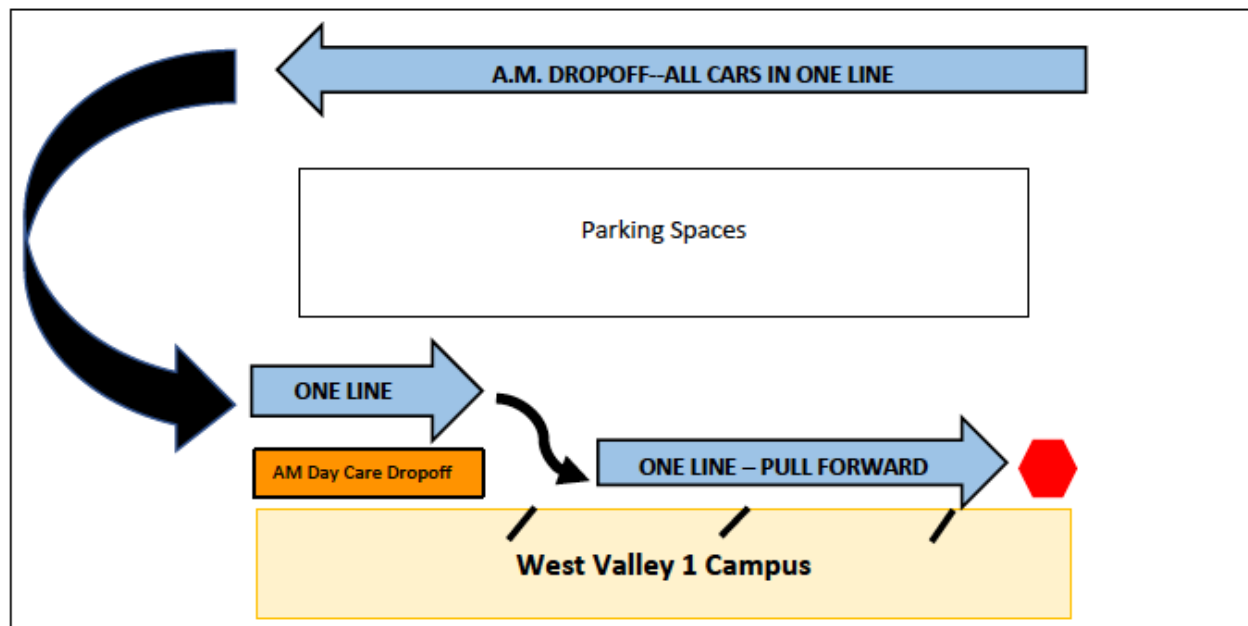 A.M. DROPOFF--ALL CARS IN ONE LINE
Parking Spaces
ONE LINE
AM Day Care Dropoff
ONE LINE – PULL FORWARD
West Valley 1 Campus